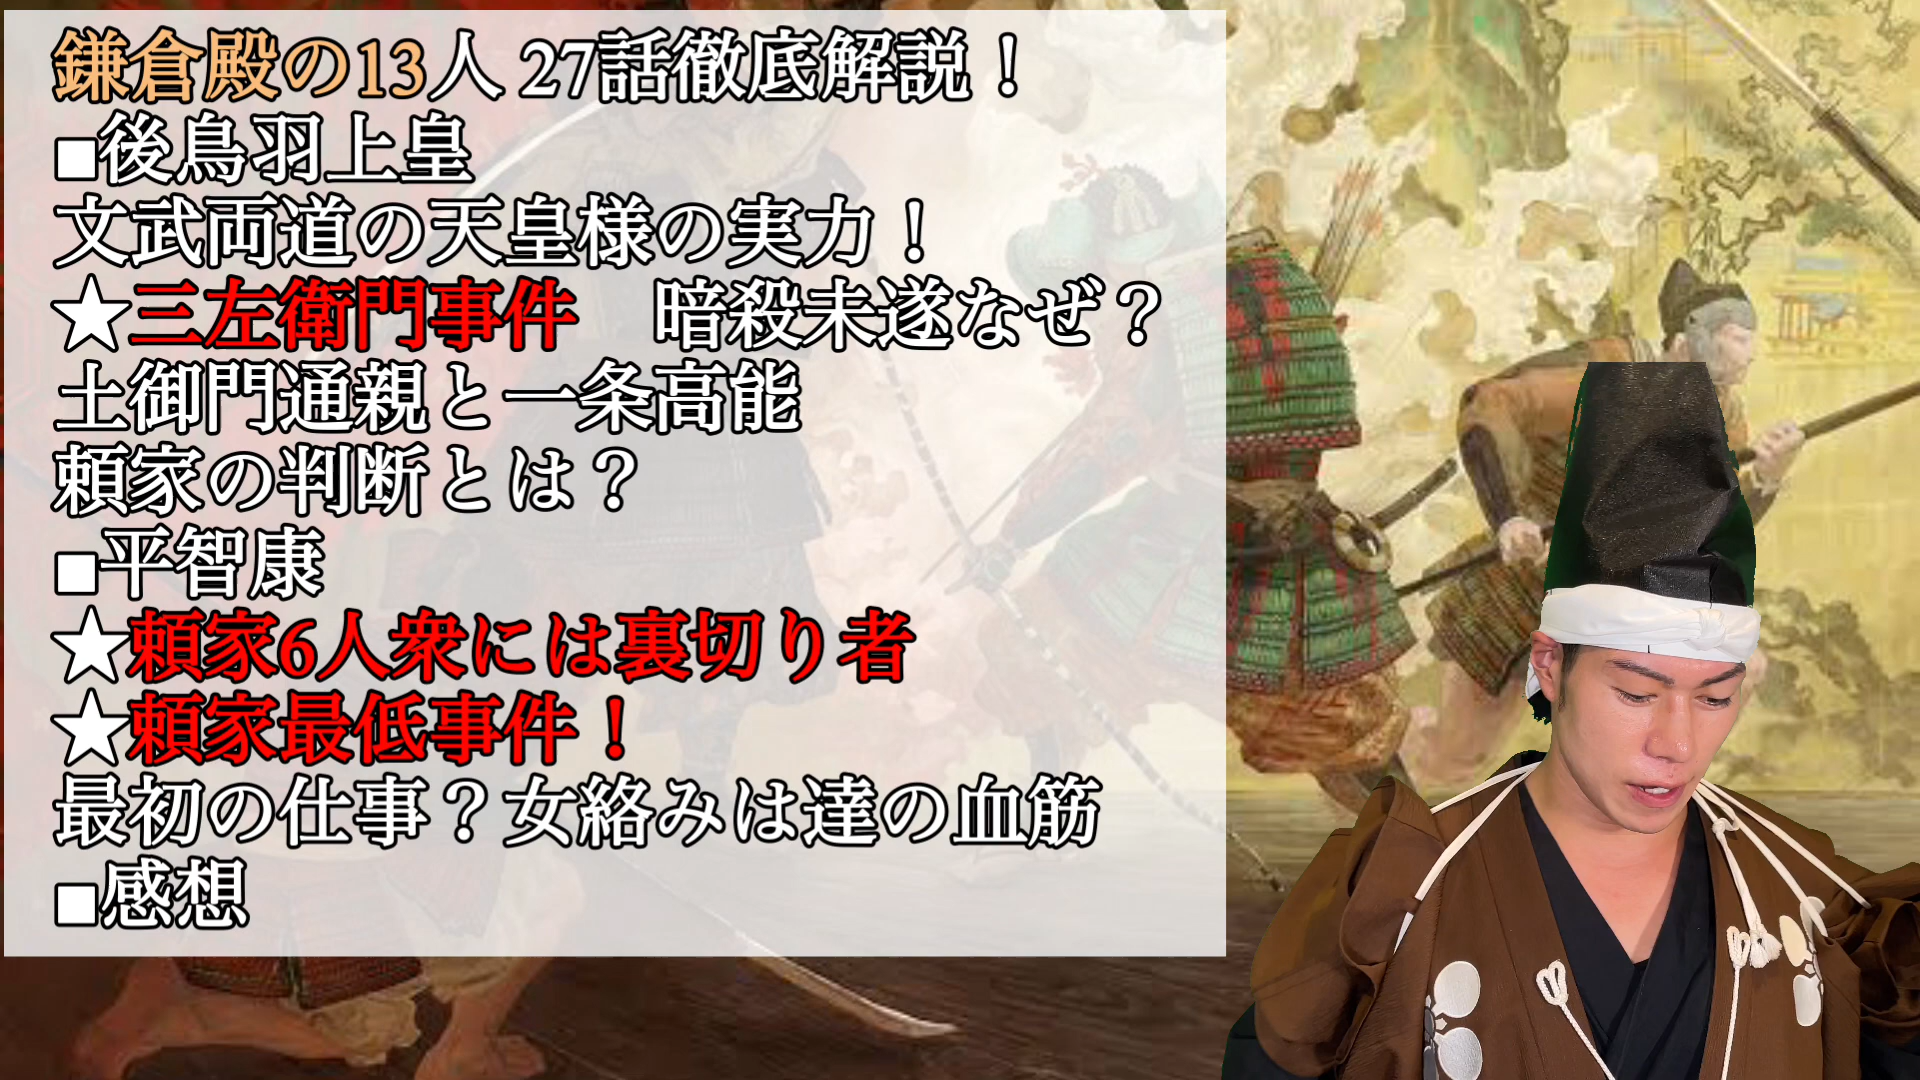 鎌倉殿の13人 27話徹底解説！
■後鳥羽上皇
文武両道の天皇様の実力！
★三左衛門事件　暗殺未遂なぜ？
土御門通親と一条高能
頼家の判断とは？
■平智康
★頼家6人衆には裏切り者
★頼家最低事件！
最初の仕事？女絡みは達の血筋
■感想